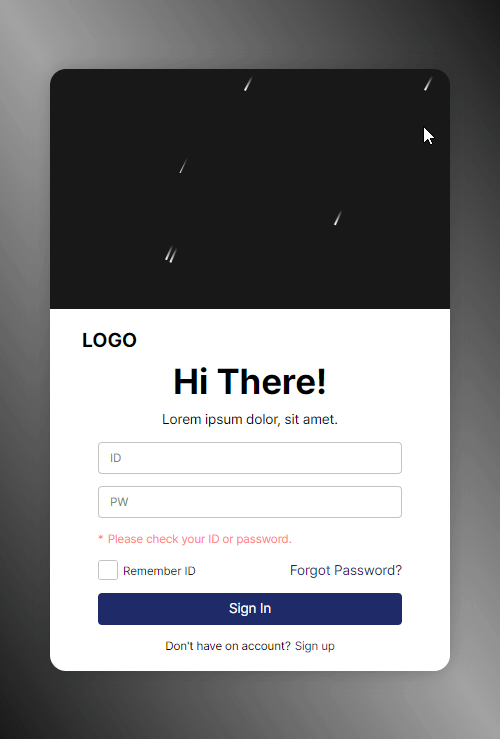 LOGO
Hi There!
Lorem ipsum dolor, sit amet.
ID
PW
* Please check your ID or password.
Remember ID Forgot Password?
Sign In
Don't have on account? Sign up